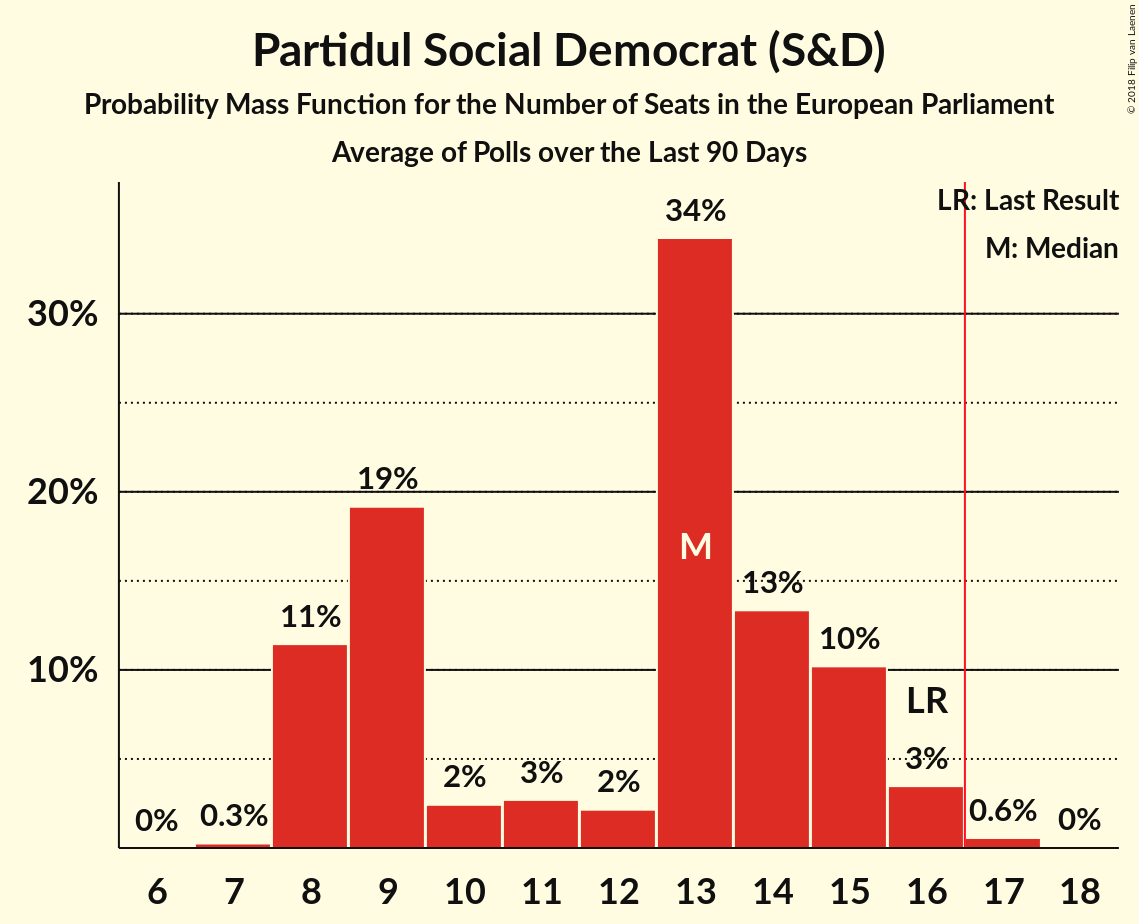 Partidul Social Democrat (S&D)
Probability Mass Function for the Number of Seats in the European Parliament
Average of Polls over the Last 90 Days
© 2018 Filip van Laenen
LR: Last Result
M: Median
34%
30%
19%
20%
M
13%
11%
10%
10%
LR
3%
2%
3%
2%
0%
0.3%
0.6%
0%
6 7 8 9 10 11 12 13 14 15 16 17 18